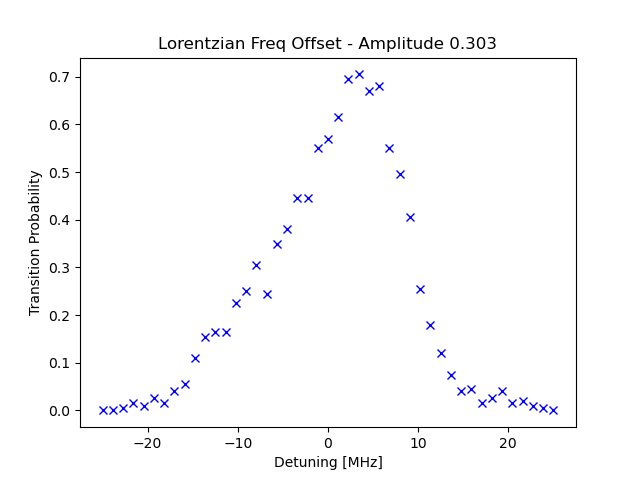 Lorentzian Freq Offset - Amplitude 0.303
0.7
0.6
0.5
0.4
0.3
0.2
0.1
0.0
Transition Probability
−20 −10 0 10 20
Detuning [MHz]